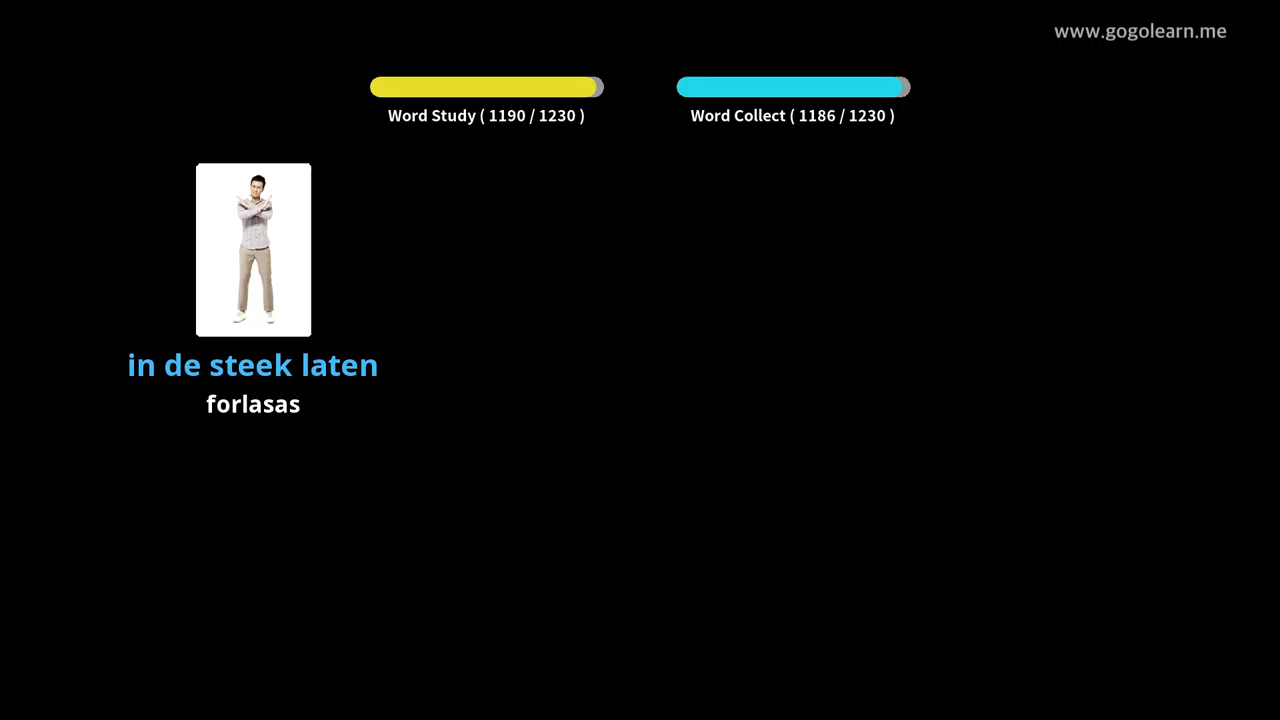 www.gogolearn.me
Word Study ( 1190 / 1230 )
Word Collect ( 1186 / 1230 )
in de steek laten
forlasas